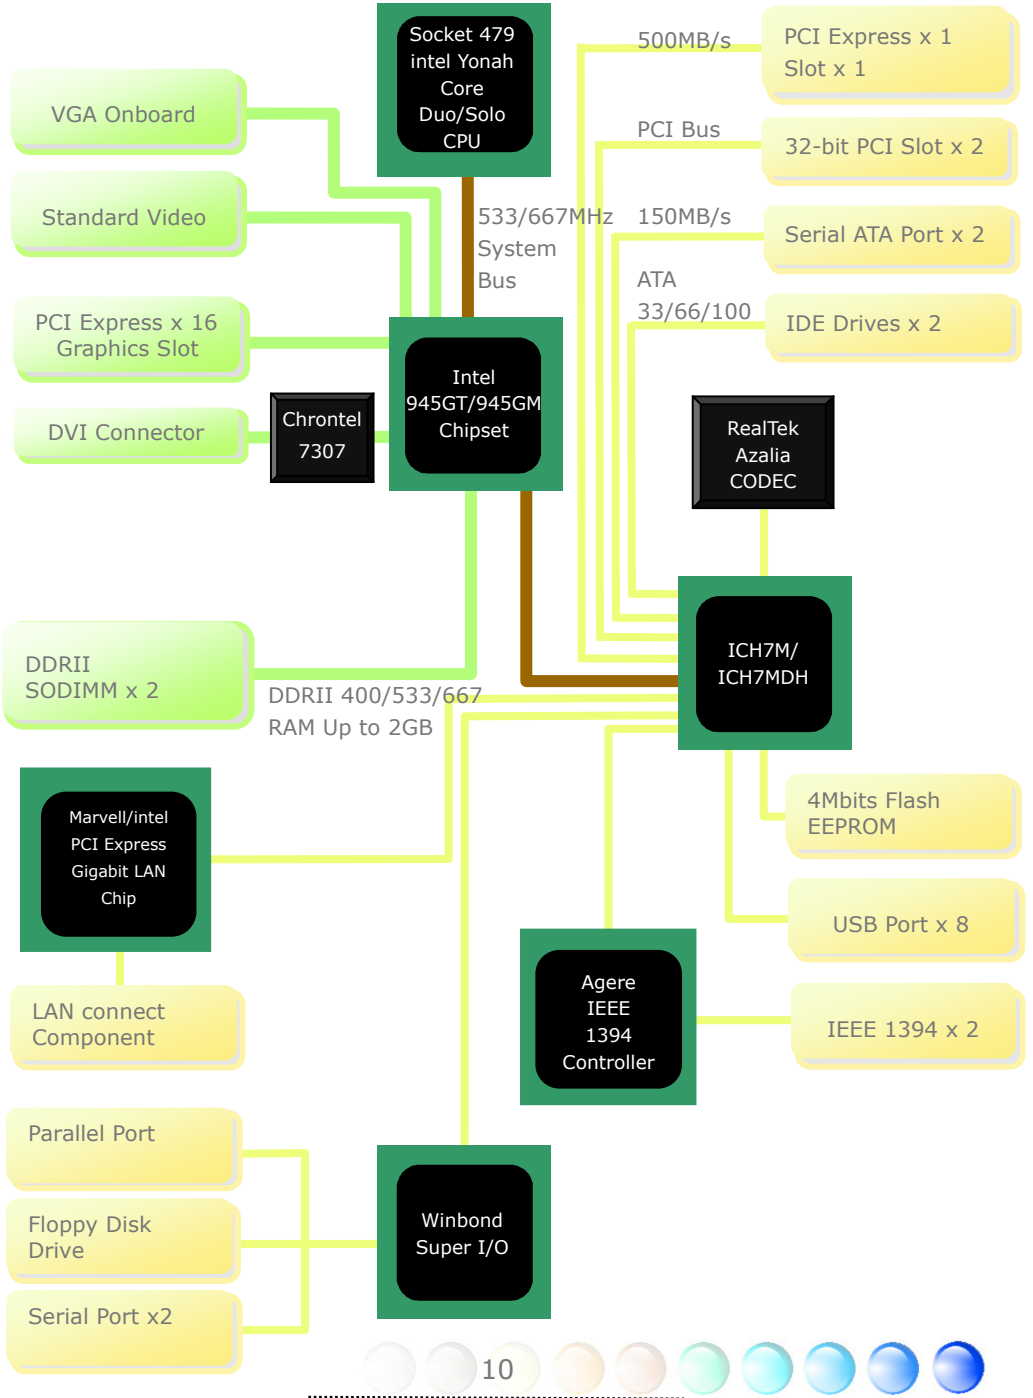 Socket 479
intel Yonah
Core
Duo/Solo
CPU
500MB/s
PCI Express x 1
Slot x 1
VGA Onboard
PCI Bus
32-bit PCI Slot x 2
Standard Video
533/667MHz
System
Bus
150MB/s
Serial ATA Port x 2
ATA
33/66/100
IDE Drives x 2
PCI Express x 16
Graphics Slot
Intel
945GT/945GM
Chipset
DVI Connector
Chrontel
7307
RealTek
Azalia
CODEC
ICH7M/
ICH7MDH
DDRII
SODIMM x 2
DDRII 400/533/667
RAM Up to 2GB
Marvell/intel
PCI Express
Gigabit LAN
Chip
4Mbits Flash
EEPROM
USB Port x 8
LAN connect
Component
Agere
IEEE
1394
Controller
IEEE 1394 x 2
Parallel Port
Floppy Disk
Drive
Serial Port x2
Winbond
Super I/O
10